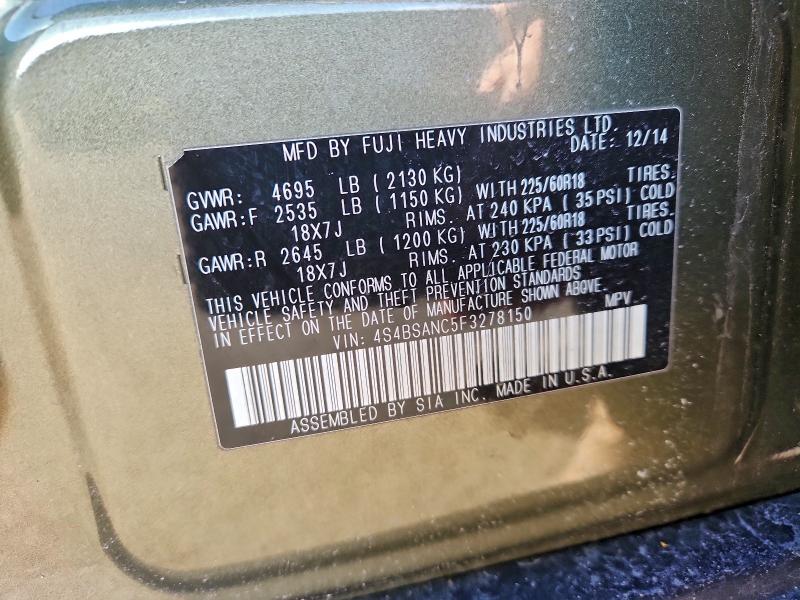 MFD BY FUJI HEAVY INDUSTRIES LTD.
DATE: 12/14
GVWR: 4695 LB ( 2130 KG)
GAWR:F 2535 LB ( 1150 KG) WITH 225/60R18 TIRES.
18X7J RIMS. AT 240 KPA ( 35 PSI) COLD
GAWR:R 2645 LB ( 1200 KG) WITH 225/60R18 TIRES.
18X7J RIMS. AT 230 KPA ( 33 PSI) COLD
THIS VEHICLE CONFORMS TO ALL APPLICABLE FEDERAL MOTOR
VEHICLE SAFETY AND THEFT PREVENTION STANDARDS
IN EFFECT ON THE DATE OF MANUFACTURE SHOWN ABOVE.
VIN: 4S4BSANC5F3278150 MPV
ASSEMBLED BY SIA INC. MADE IN U.S.A.